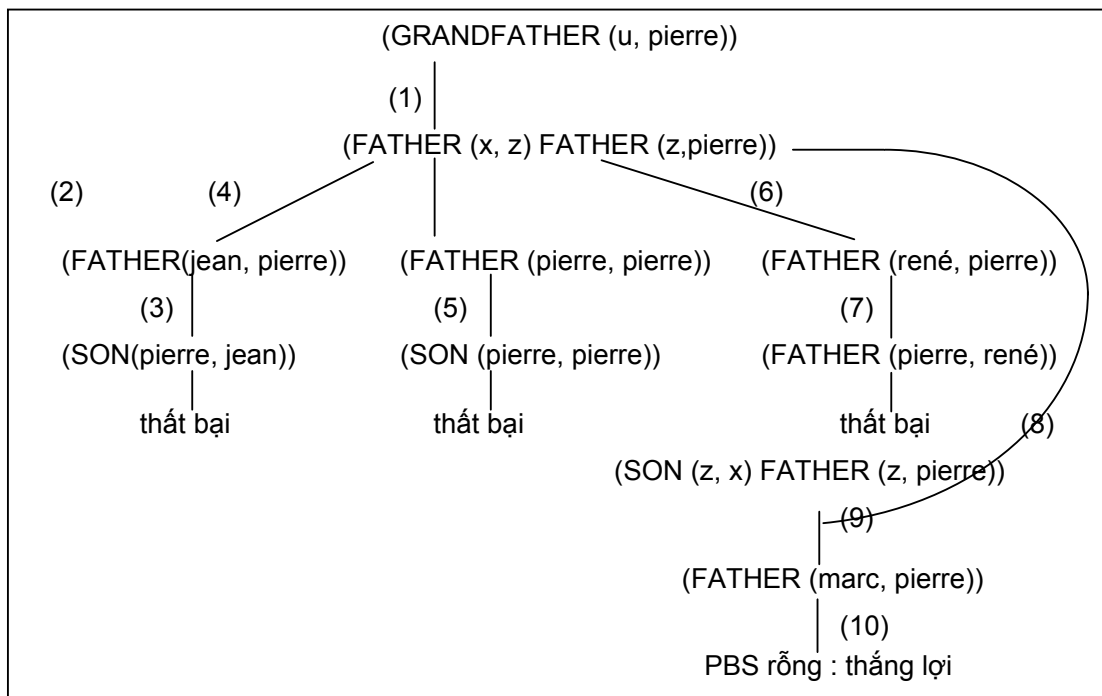 (GRANDFATHER (u, pierre))
(1)
(FATHER (x, z) FATHER (z,pierre))
(2) (4) (6)
(FATHER(jean, pierre)) (FATHER (pierre, pierre)) (FATHER (rené, pierre))
(3) (5) (7)
(SON(pierre, jean)) (SON (pierre, pierre)) (FATHER (pierre, rené))
thất bại thất bại thất bại (8)
(SON (z, x) FATHER (z, pierre))
(9)
(FATHER (marc, pierre))
(10)
PBS rỗng : thắng lợi